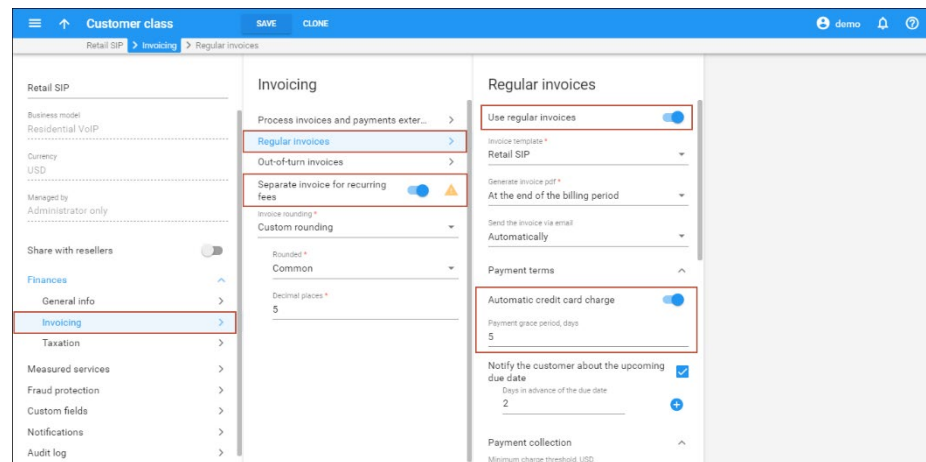 Customer class
SAVE
CLONE
demo
Retail SIP
Invoicing
Regular invoices
Retail SIP
Business model
Residential VoIP
Currency
USD
Managed by
Administrator only
Share with resellers
Finances
General info
Invoicing
Taxation
Measured services
Fraud protection
Custom fields
Notifications
Audit log
Invoicing
Process invoices and payments exter...
Regular invoices
Out-of-turn invoices
Separate invoice for recurring
fees
Invoice rounding *
Custom rounding
Rounded *
Common
Decimal places *
5
Regular invoices
Use regular invoices
Invoice template *
Retail SIP
Generate invoice pdf *
At the end of the billing period
Send the invoice via email
Automatically
Payment terms
Automatic credit card charge
Payment grace period, days
5
Notify the customer about the upcoming
due date
Days in advance of the due date
2
Payment collection
Minimum charge threshold, USD